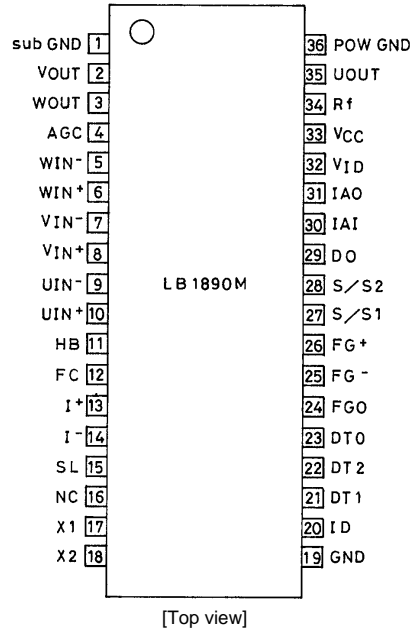 sub GND 1 36 POW GND
VOUT 2 35 UOUT
WOUT 3 34 Rf
AGC 4 33 VCC
WIN- 5 32 VID
WIN+ 6 31 IAO
VIN- 7 30 IAI
VIN+ 8 29 DO
UIN- 9 LB1890M 28 S/S2
UIN+ 10 27 S/S1
HB 11 26 FG+
FC 12 25 FG-
I+ 13 24 FGO
I- 14 23 DTO
SL 15 22 DT2
NC 16 21 DT1
X1 17 20 ID
X2 18 19 GND
[Top view]